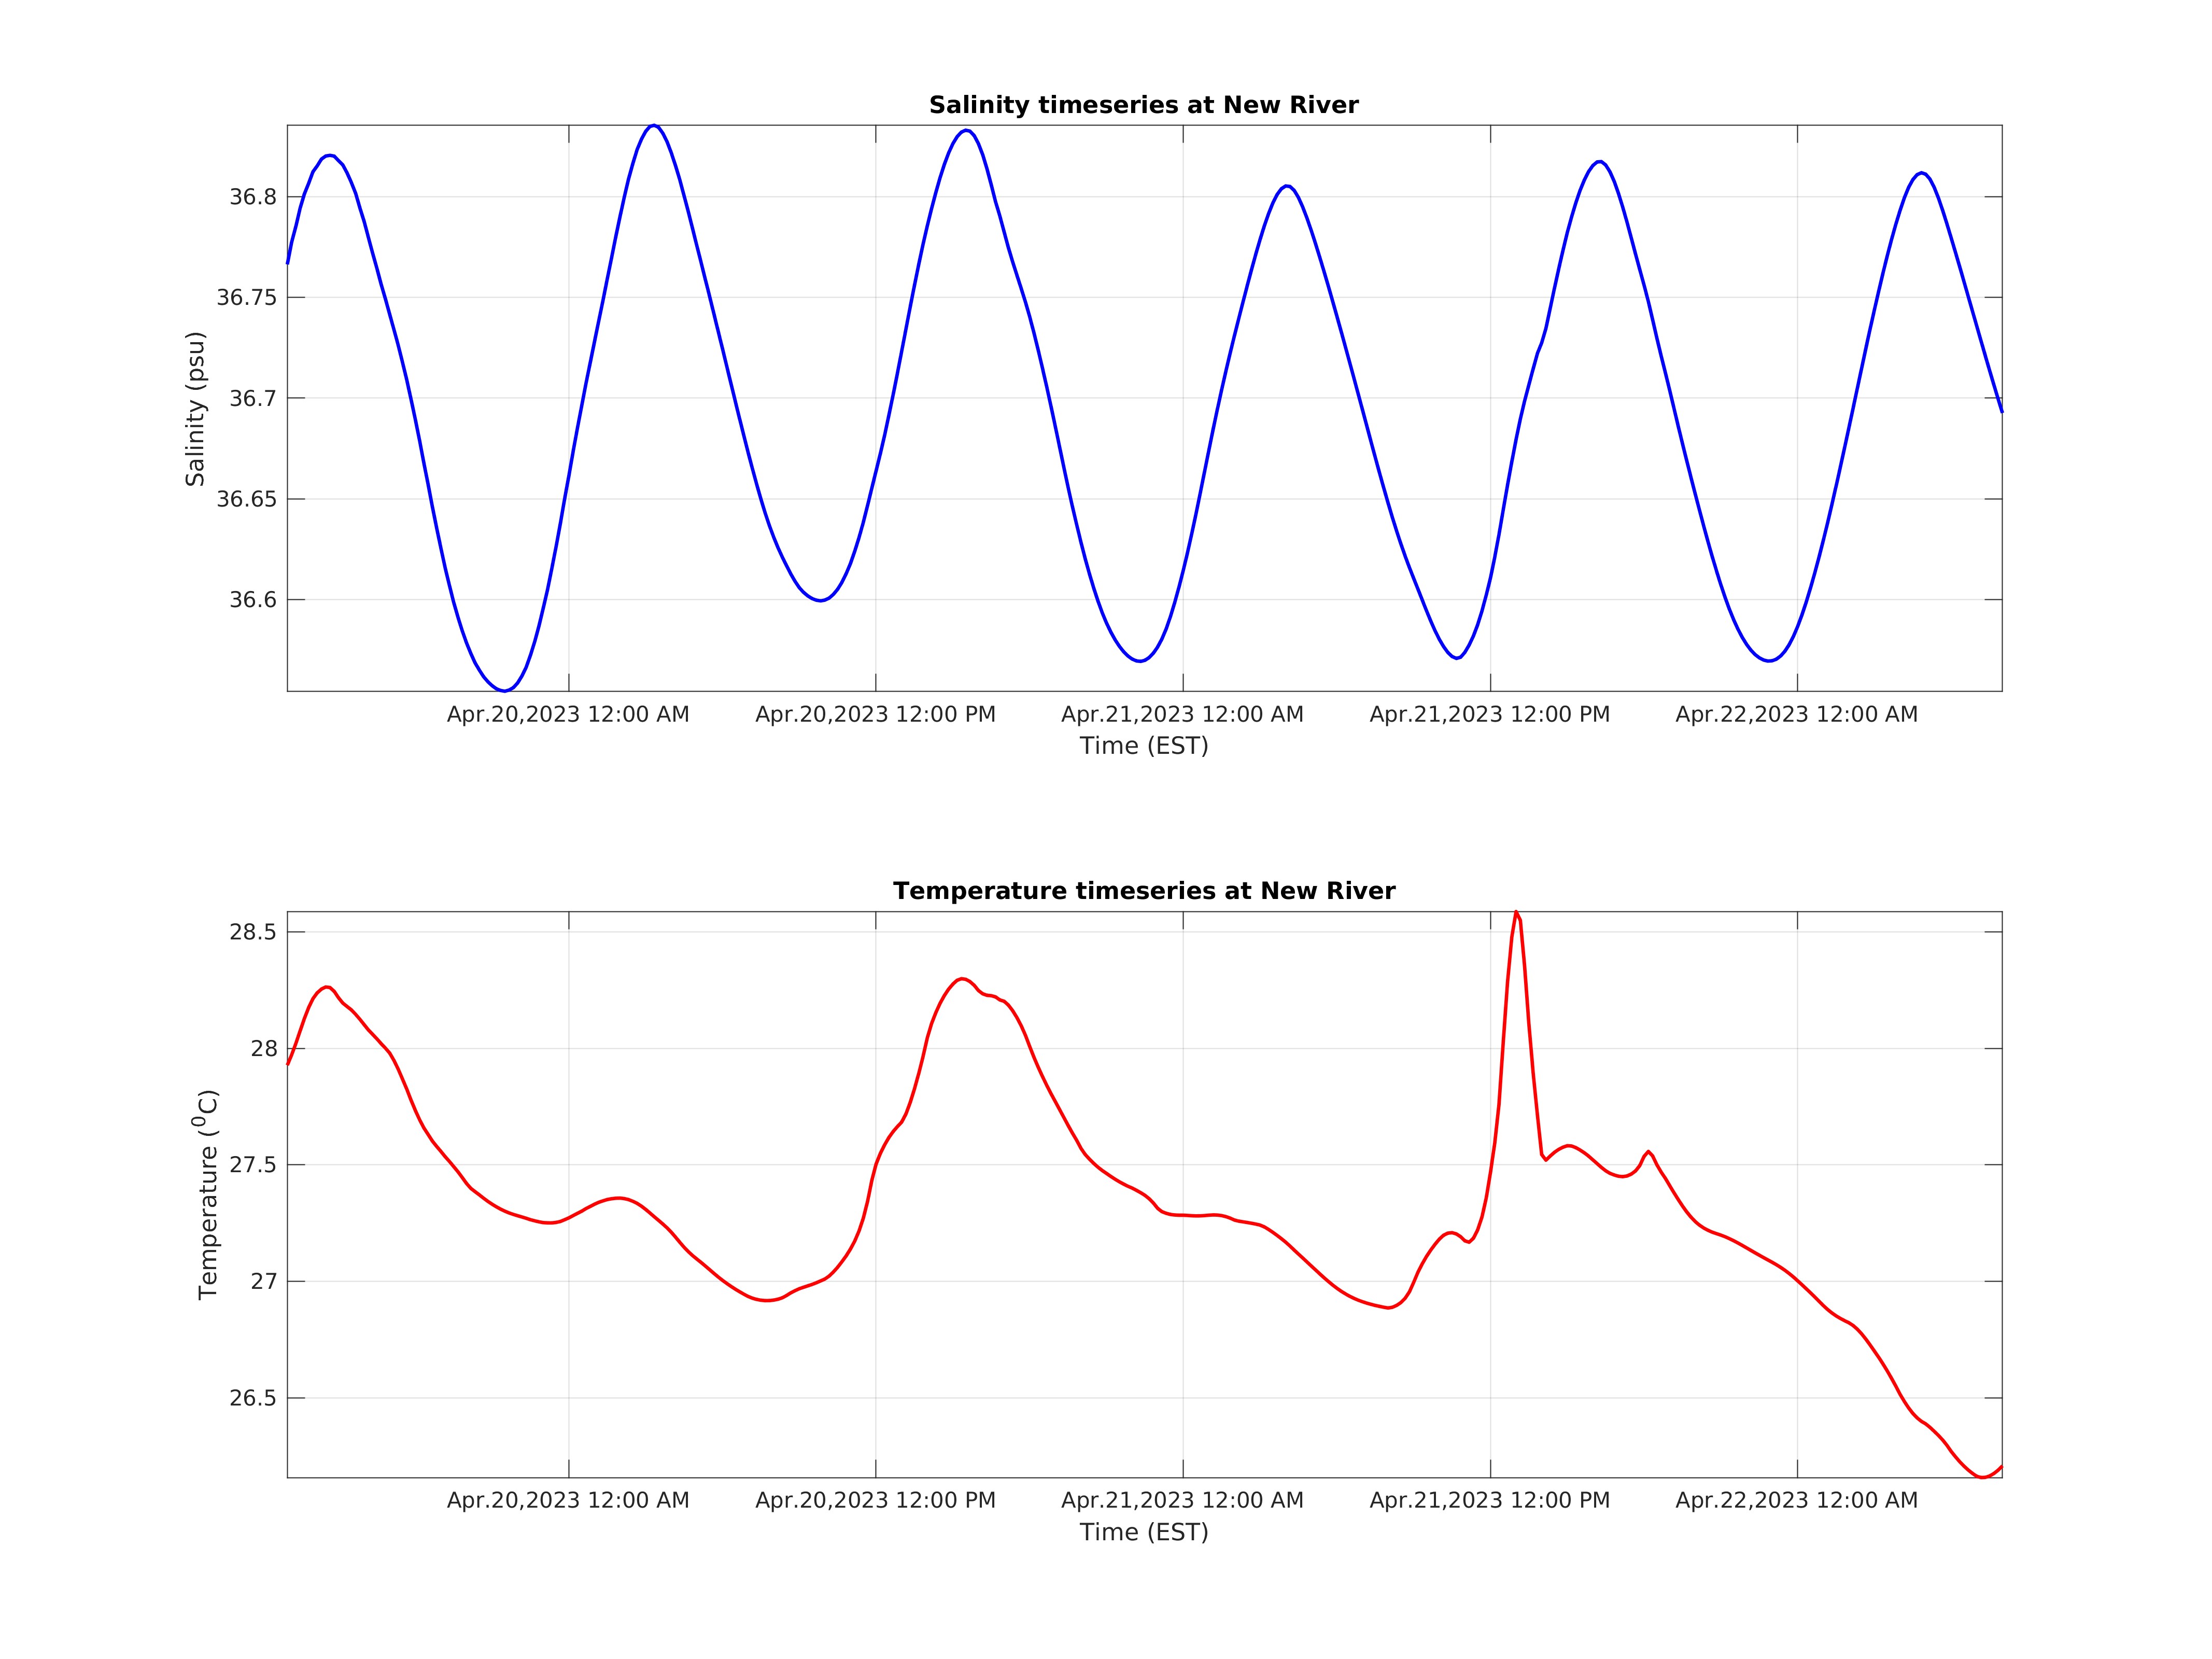 Salinity timeseries at New River
36.8
36.75
36.7
36.65
36.6
Salinity (psu)
Apr.20,2023 12:00 AM Apr.20,2023 12:00 PM Apr.21,2023 12:00 AM Apr.21,2023 12:00 PM Apr.22,2023 12:00 AM
Time (EST)
Temperature timeseries at New River
28.5
28
27.5
27
26.5
Temperature (⁰C)
Apr.20,2023 12:00 AM Apr.20,2023 12:00 PM Apr.21,2023 12:00 AM Apr.21,2023 12:00 PM Apr.22,2023 12:00 AM
Time (EST)